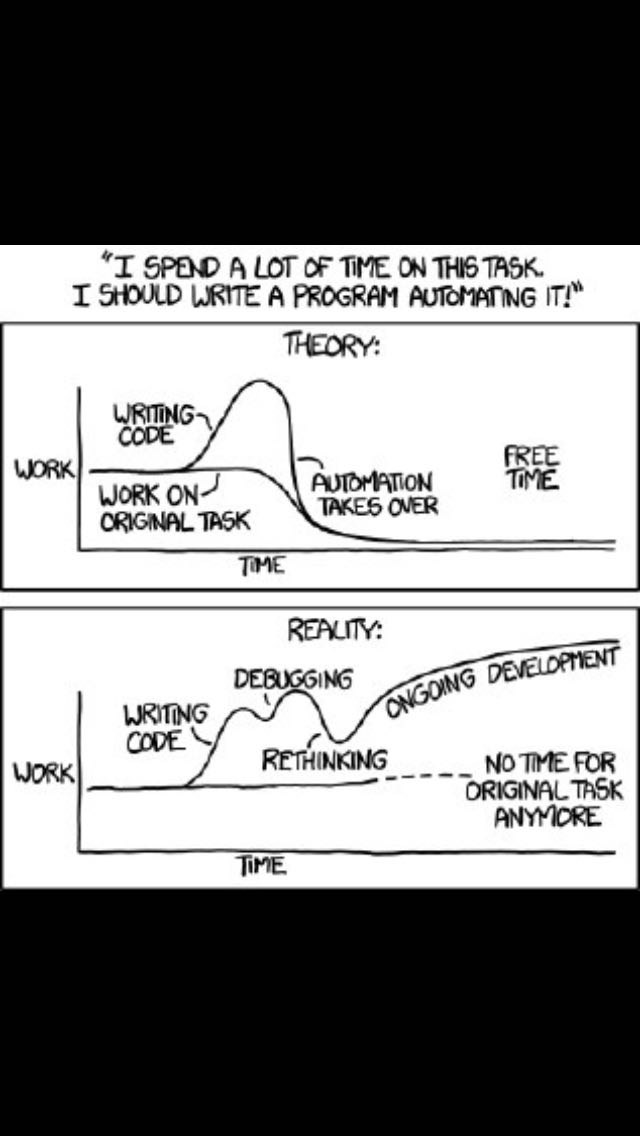 "I SPEND A LOT OF TIME ON THIS TASK.
I SHOULD WRITE A PROGRAM AUTOMATING IT!"
THEORY:
WRITING
CODE
WORK
WORK ON
ORIGINAL TASK
AUTOMATION
TAKES OVER
FREE
TIME
TIME
REALITY:
WRITING
CODE
DEBUGGING
RETHINKING
ONGOING DEVELOPMENT
WORK
NO TIME FOR
ORIGINAL TASK
ANYMORE
TIME